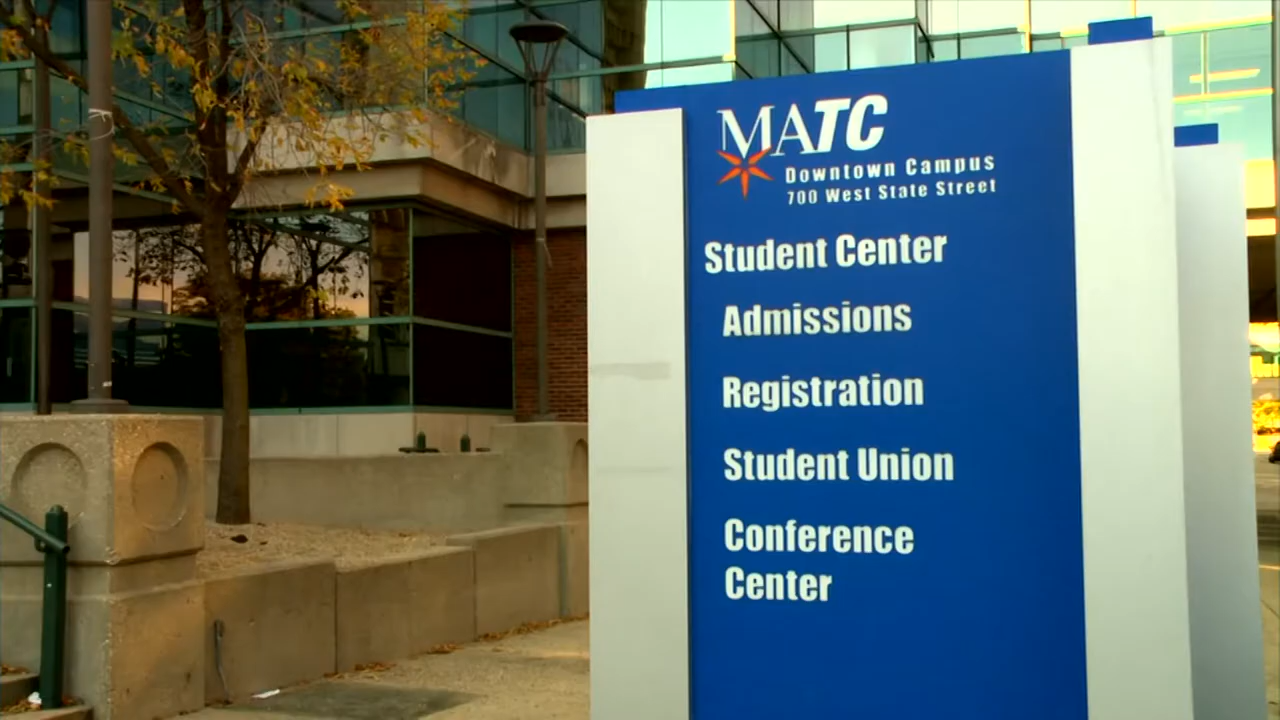 MATC
Downtown Campus
700 West State Street
Student Center
Admissions
Registration
Student Union
Conference
Center